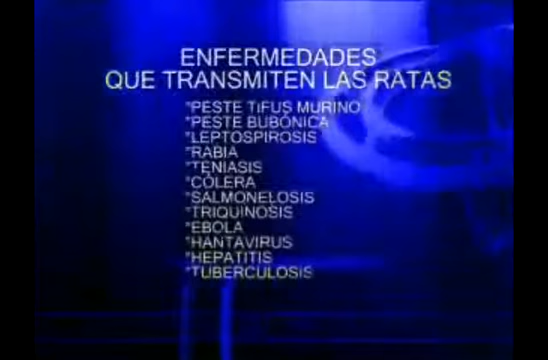 ENFERMEDADES
QUE TRANSMITEN LAS RATAS
*PESTE TiFUS MURINO
*PESTE BUBÓNICA
*LEPTOSPIROSIS
*RABIA
*TENIASIS
*CÓLERA
*SALMONELOSIS
*TRIQUINOSIS
*EBOLA
*HANTAVIRUS
*HEPATITIS
*TUBERCULOSIS